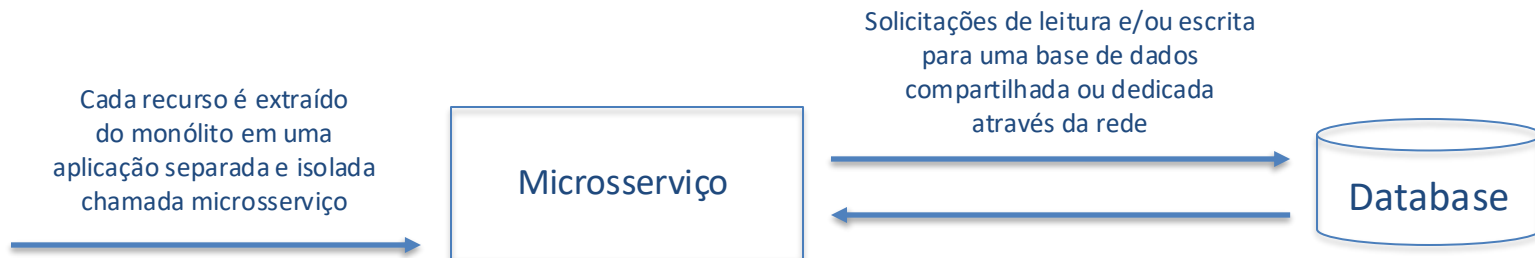 Cada recurso é extraído
do monólito em uma
aplicação separada e isolada
chamada microsserviço
Microsserviço
Solicitações de leitura e/ou escrita
para uma base de dados
compartilhada ou dedicada
através da rede
Database